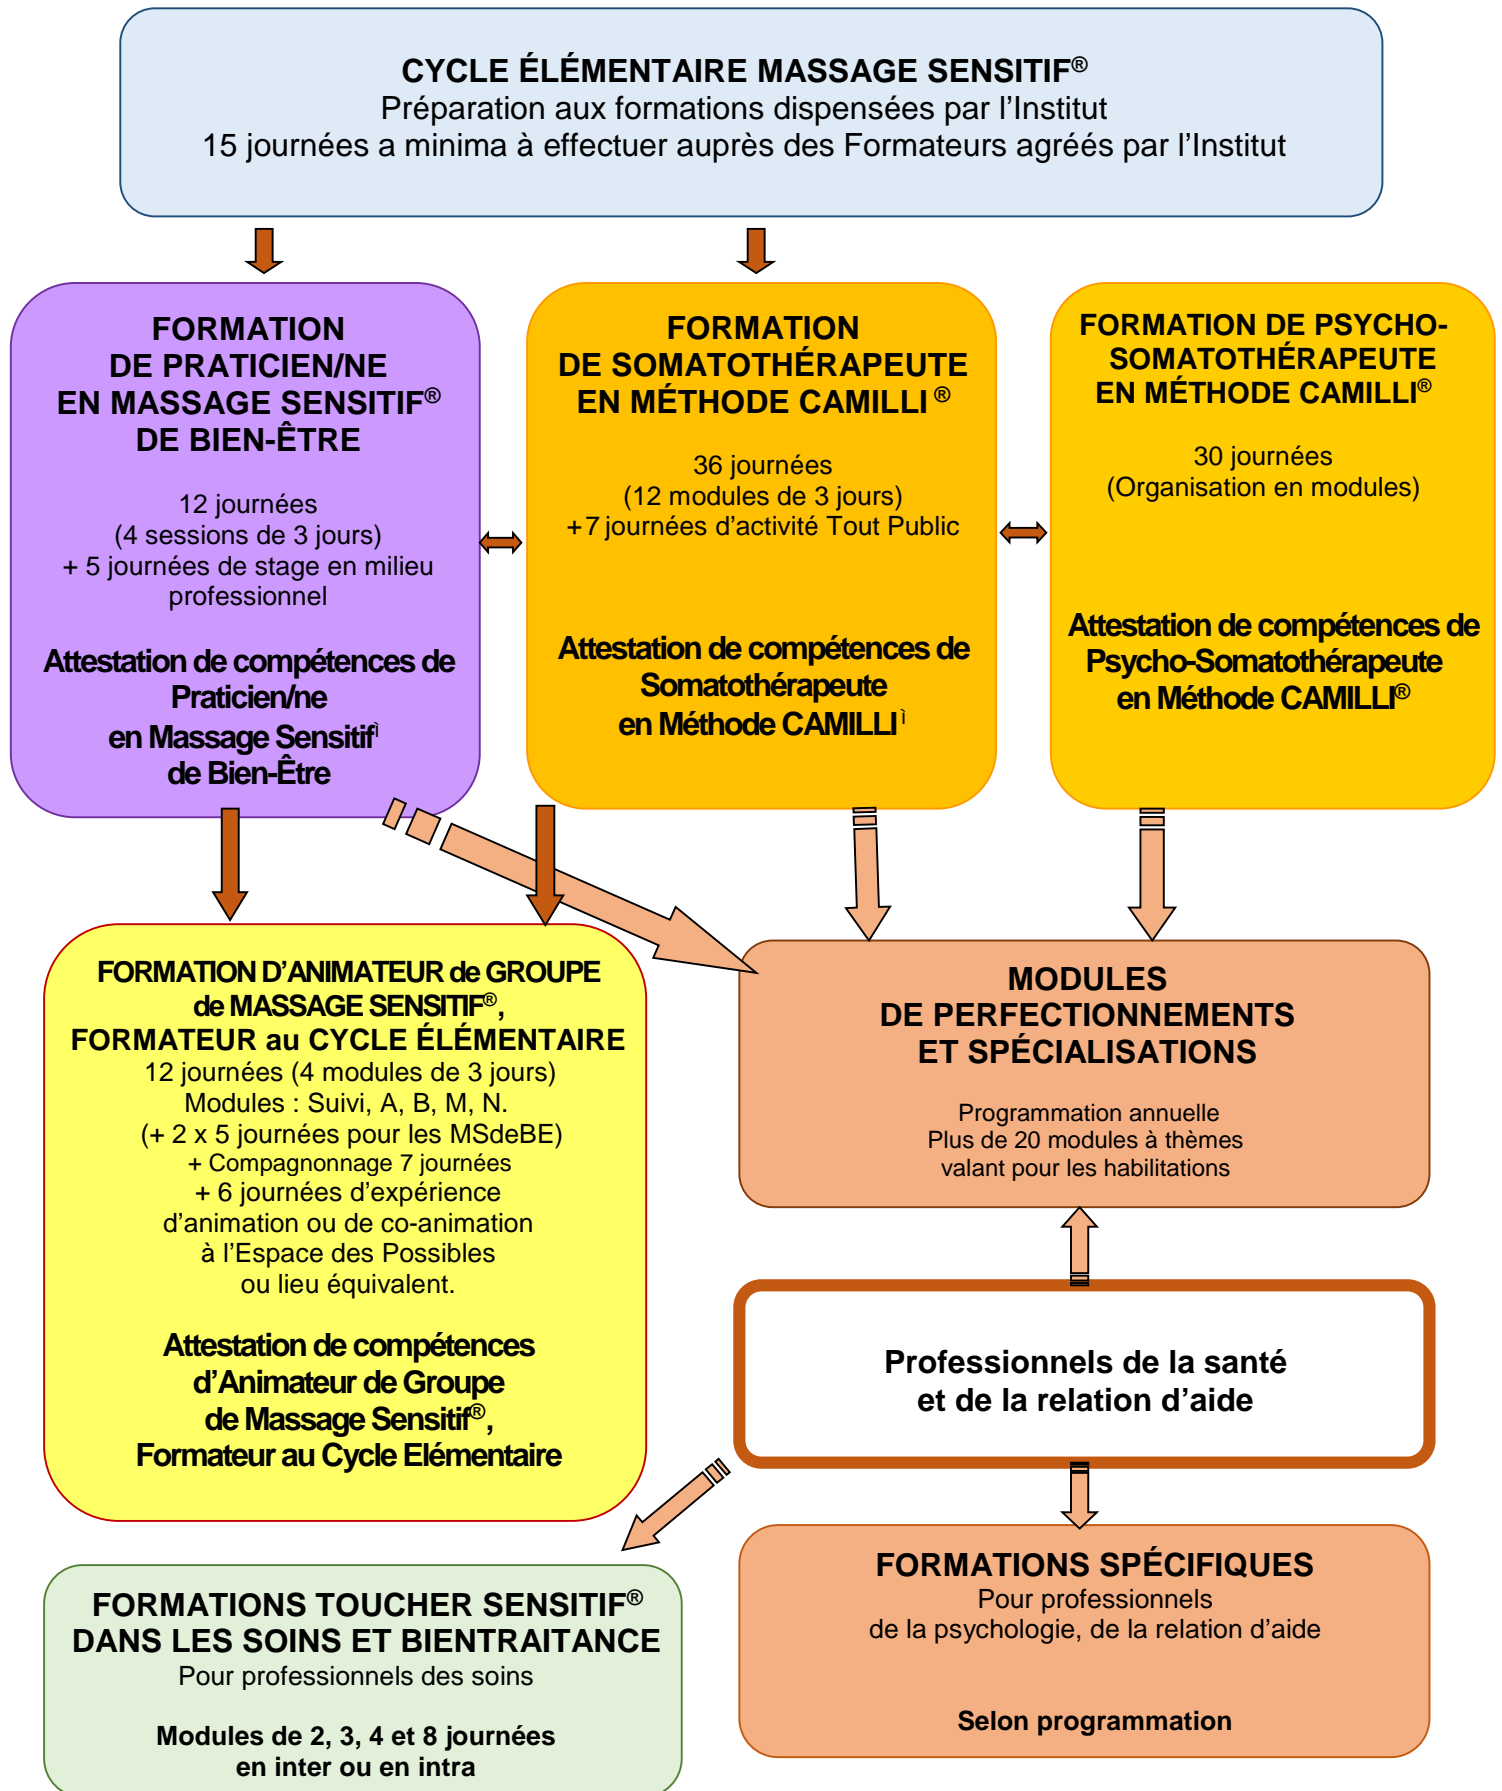 CYCLE ÉLÉMENTAIRE MASSAGE SENSITIF®
Préparation aux formations dispensées par l’Institut
15 journées a minima à effectuer auprès des Formateurs agréés par l’Institut
FORMATION
DE PRATICIEN/NE
EN MASSAGE SENSITIF®
DE BIEN-ÊTRE
12 journées
(4 sessions de 3 jours)
+ 5 journées de stage en milieu
professionnel
Attestation de compétences de
Praticien/ne
en Massage Sensitifì
de Bien-Être
FORMATION
DE SOMATOTHÉRAPEUTE
EN MÉTHODE CAMILLI ®
36 journées
(12 modules de 3 jours)
+ 7 journées d’activité Tout Public
Attestation de compétences de
Somatothérapeute
en Méthode CAMILLIì
FORMATION DE PSYCHO-
SOMATOTHÉRAPEUTE
EN MÉTHODE CAMILLI®
30 journées
(Organisation en modules)
Attestation de compétences de
Psycho-Somatothérapeute
en Méthode CAMILLI®
FORMATION D’ANIMATEUR de GROUPE
de MASSAGE SENSITIF®,
FORMATEUR au CYCLE ÉLÉMENTAIRE
12 journées (4 modules de 3 jours)
Modules : Suivi, A, B, M, N.
(+ 2 x 5 journées pour les MSdeBE)
+ Compagnonnage 7 journées
+ 6 journées d’expérience
d’animation ou de co-animation
à l’Espace des Possibles
ou lieu équivalent.
Attestation de compétences
d’Animateur de Groupe
de Massage Sensitif®,
Formateur au Cycle Elémentaire
MODULES
DE PERFECTIONNEMENTS
ET SPÉCIALISATIONS
Programmation annuelle
Plus de 20 modules à thèmes
valant pour les habilitations
Professionnels de la santé
et de la relation d’aide
FORMATIONS TOUCHER SENSITIF®
DANS LES SOINS ET BIENTRAITANCE
Pour professionnels des soins
Modules de 2, 3, 4 et 8 journées
en inter ou en intra
FORMATIONS SPÉCIFIQUES
Pour professionnels
de la psychologie, de la relation d’aide
Selon programmation